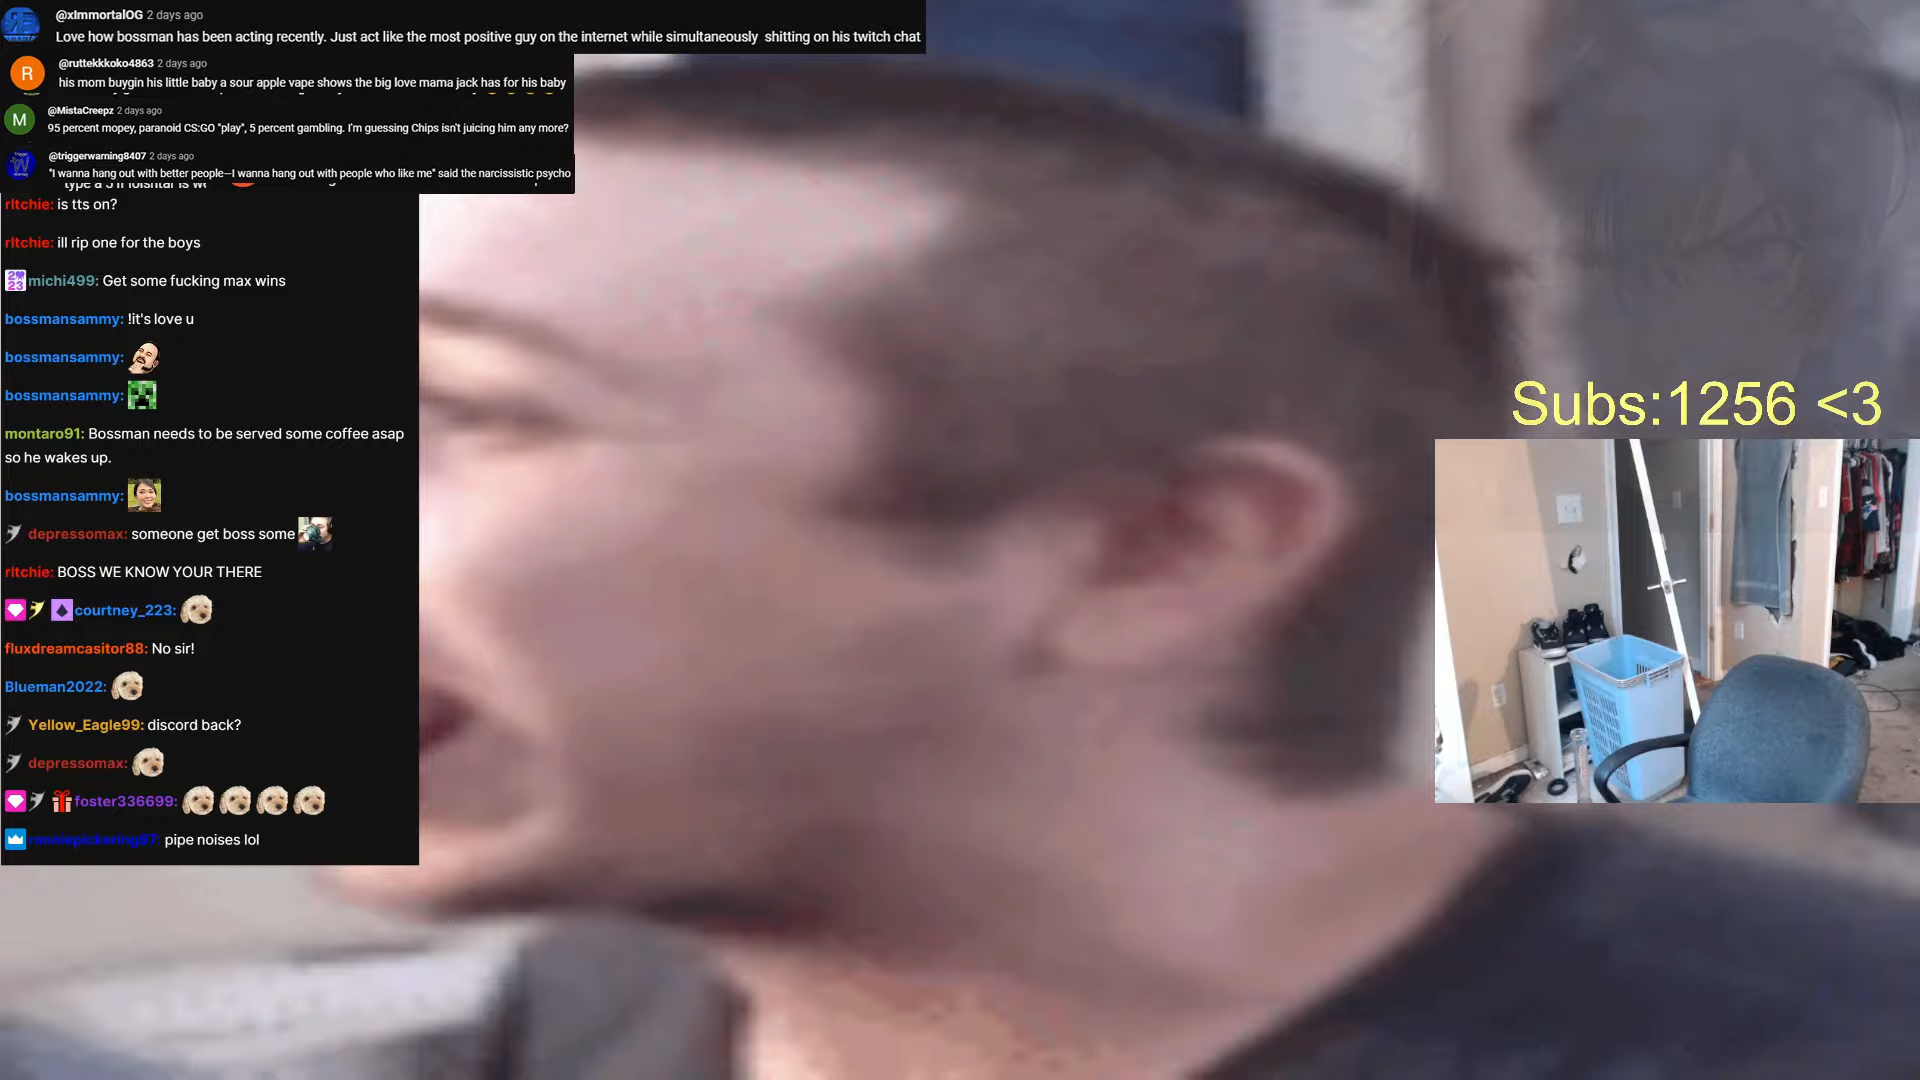 @xImmortalOG 2 days ago
Love how bossman has been acting recently. Just act like the most positive guy on the internet while simultaneously shitting on his twitch chat
R
@ruttekkkoko4863 2 days ago
his mom buygin his little baby a sour apple vape shows the big love mama jack has for his baby
M
@MistaCreepz 2 days ago
95 percent mopey, paranoid CS:GO "play", 5 percent gambling. I'm guessing Chips isn't juicing him any more?
@triggerwarning8407 2 days ago
"I wanna hang out with better people—I wanna hang out with people who like me" said the narcissistic psycho
rltchie: is tts on?
rltchie: ill rip one for the boys
michi499: Get some fucking max wins
bossmansammy: !it's love u
bossmansammy:
bossmansammy:
montaro91: Bossman needs to be served some coffee asap
so he wakes up.
bossmansammy:
depressomax: someone get boss some
rltchie: BOSS WE KNOW YOUR THERE
courtney_223:
fluxdreamcasitor88: No sir!
Blueman2022:
Yellow_Eagle99: discord back?
depressomax:
foster336699:
ronniepickering97: pipe noises lol
Subs:1256 <3